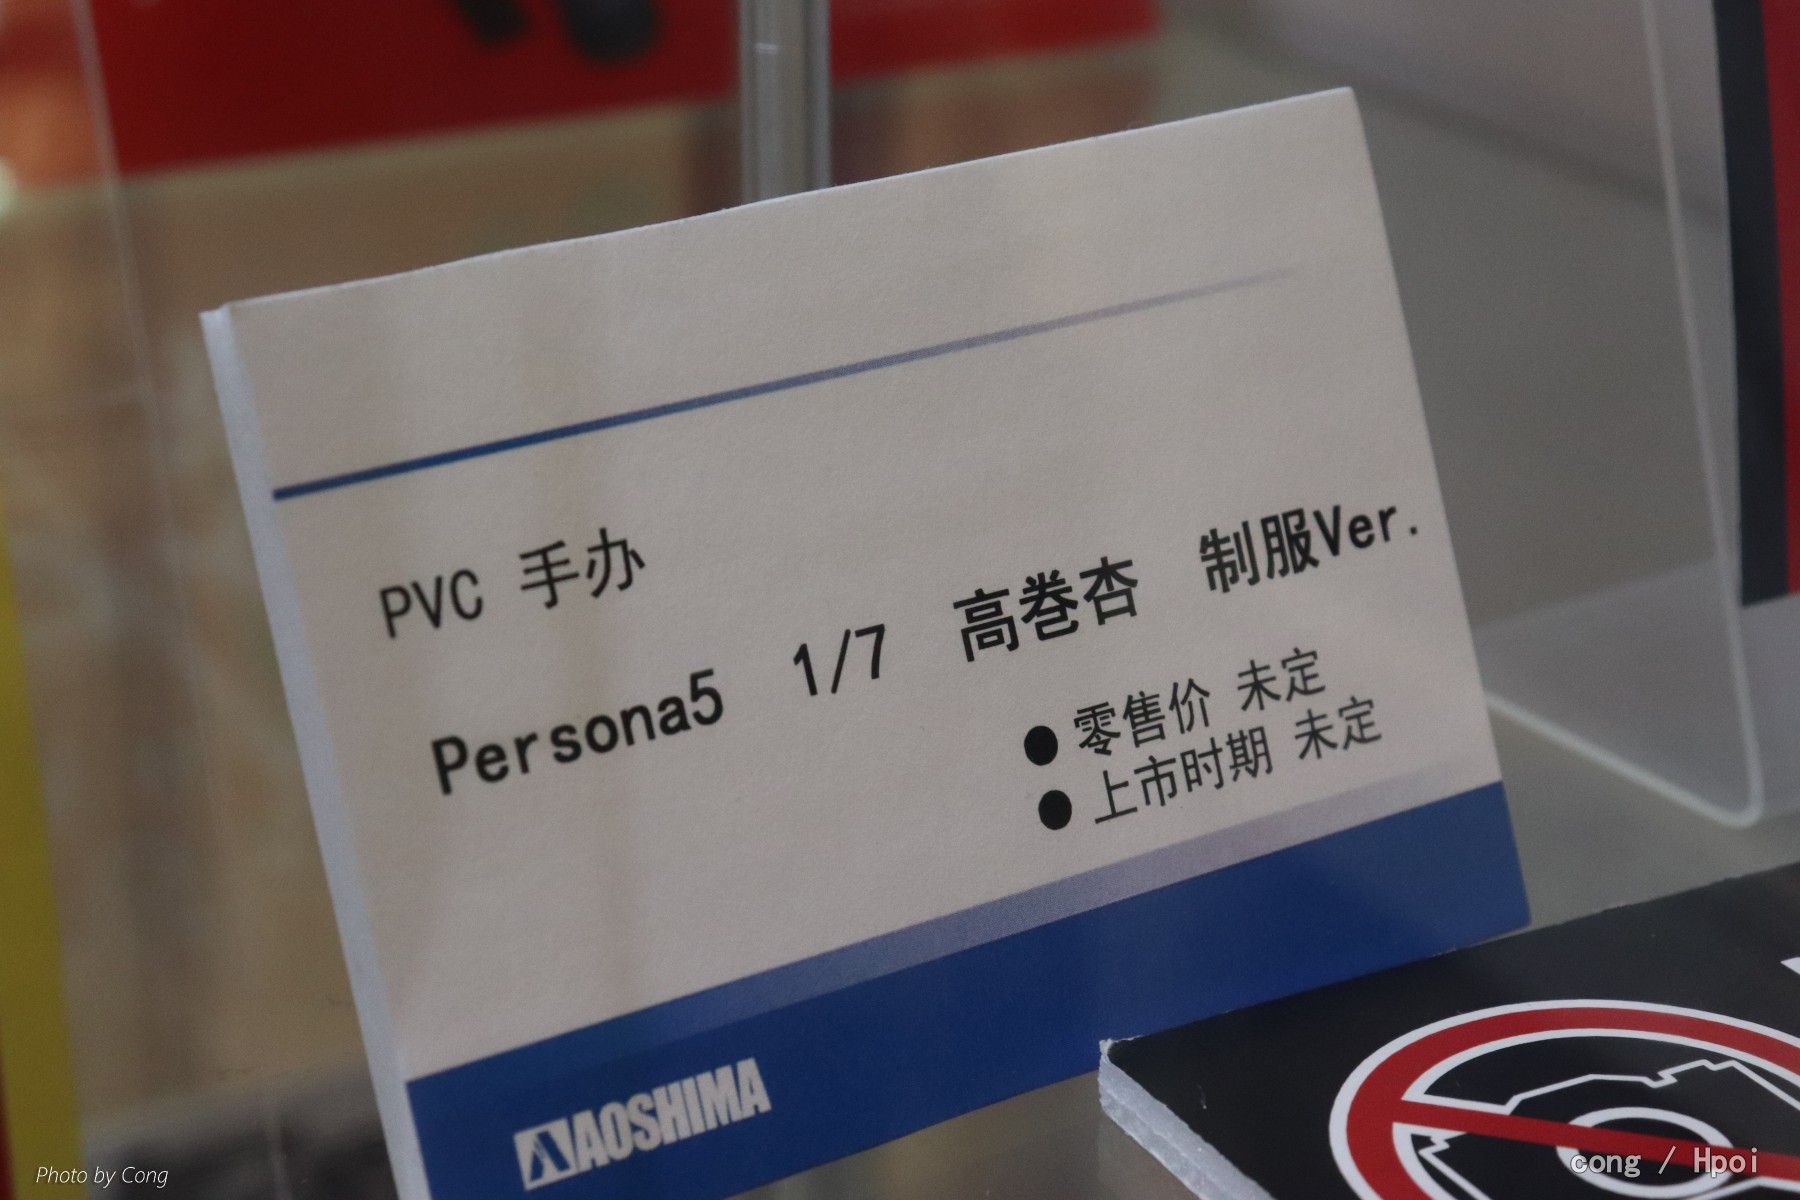 PVC 手办
Persona5 1/7 高巻杏 制服Ver.
● 零售价 未定
● 上市时期 未定
AOSHIMA
Photo by Cong
cong / Hpoi